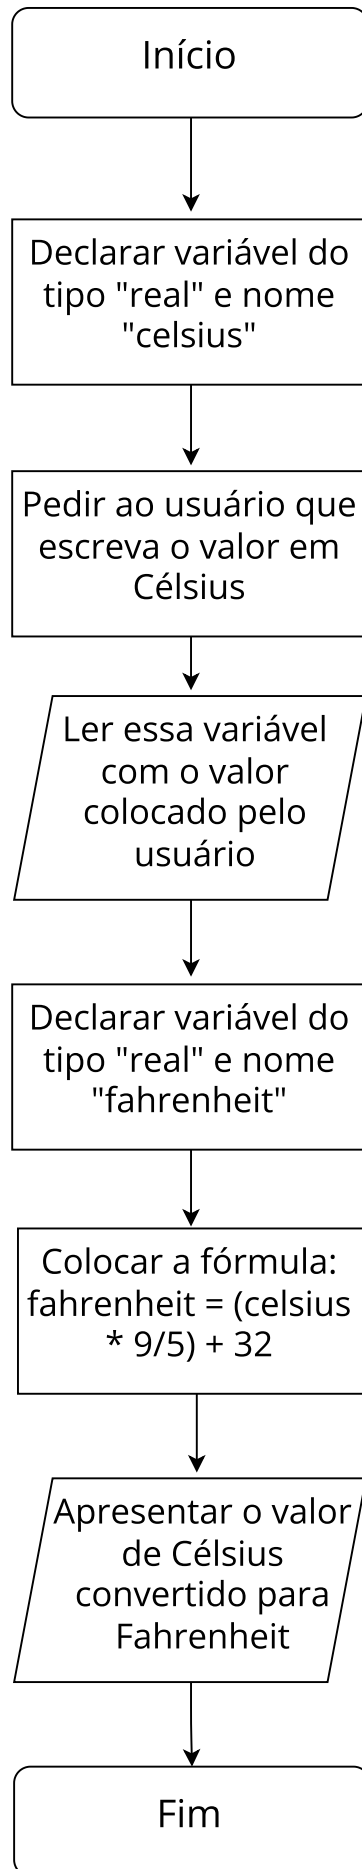 Início
Declarar variável do
tipo "real" e nome
"celsius"
Pedir ao usuário que
escreva o valor em
Célsius
Ler essa variável
com o valor
colocado pelo
usuário
Declarar variável do
tipo "real" e nome
"fahrenheit"
Colocar a fórmula:
fahrenheit = (celsius
* 9/5) + 32
Apresentar o valor
de Célsius
convertido para
Fahrenheit
Fim